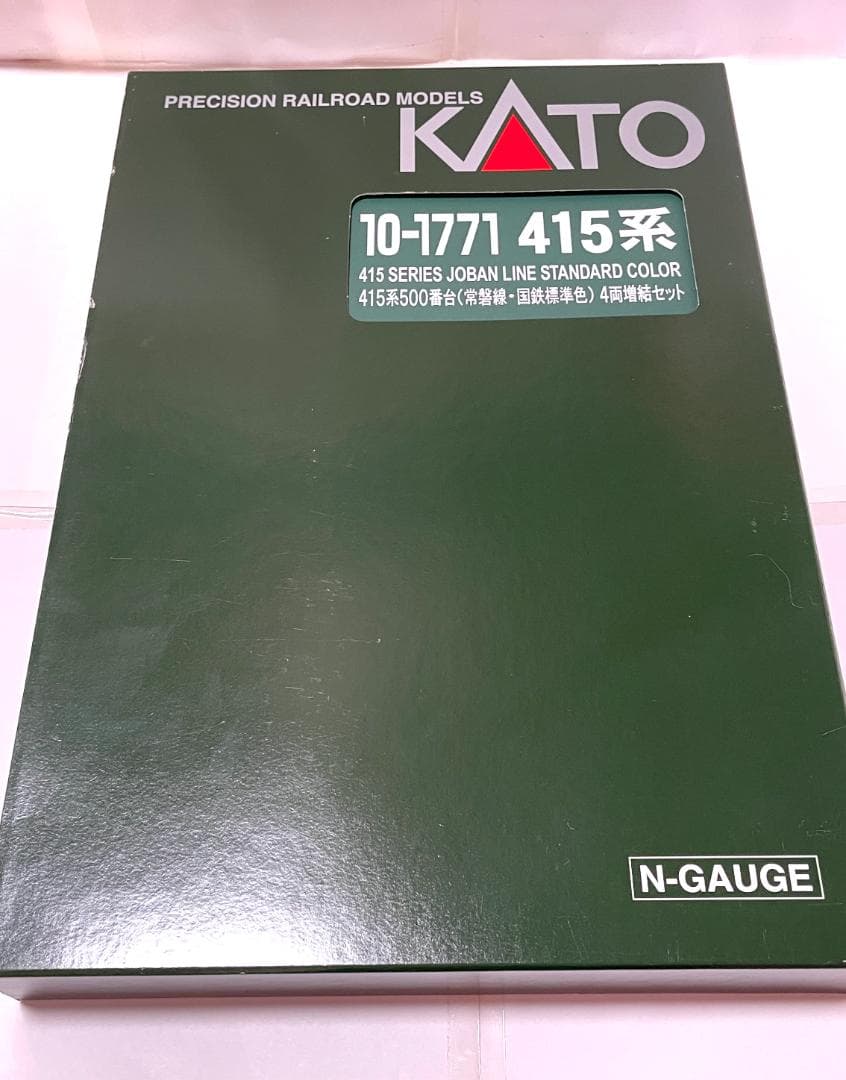 PRECISION RAILROAD MODELS
KATO
10-1771 415系
415 SERIES JOBAN LINE STANDARD COLOR
415系500番台(常磐線・国鉄標準色) 4両増結セット
N-GAUGE